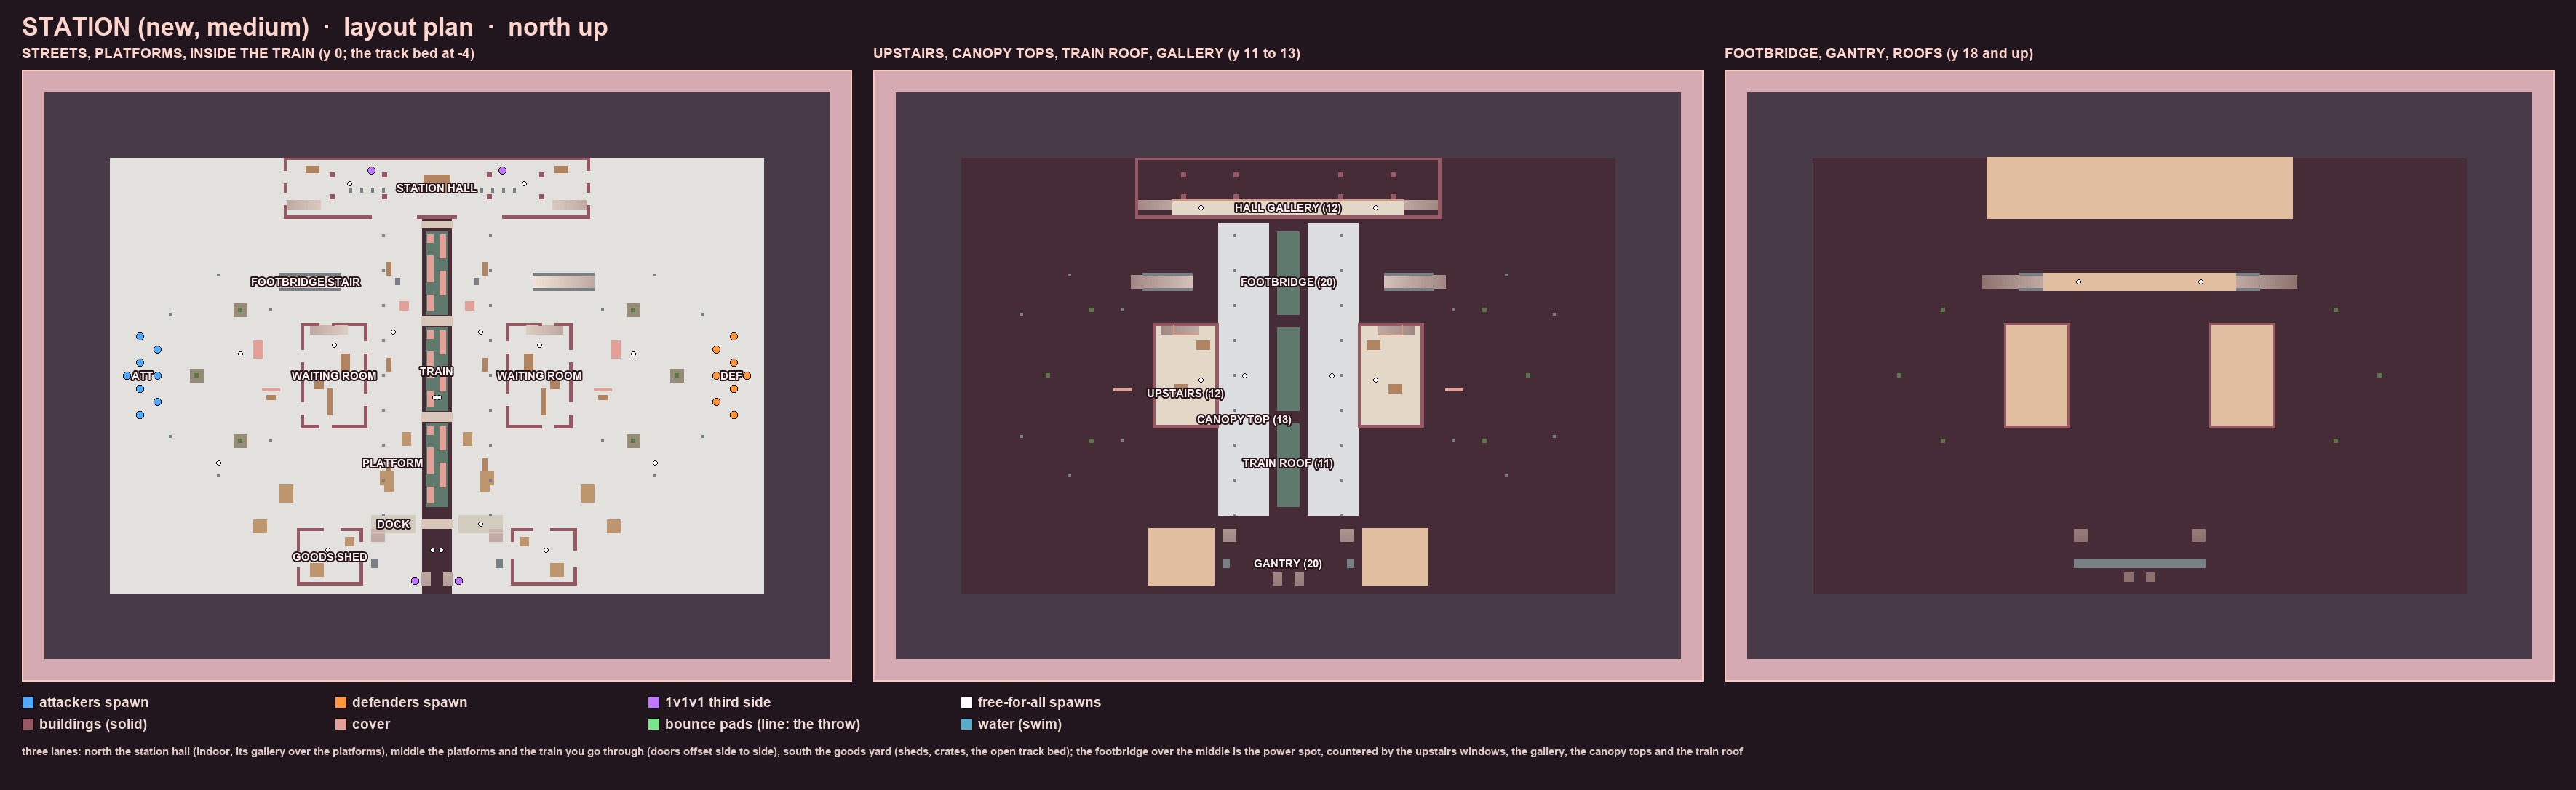 STATION (new, medium) · layout plan · north up
STREETS, PLATFORMS, INSIDE THE TRAIN (y 0; the track bed at -4)
STATION HALL
FOOTBRIDGE STAIR
ATT
WAITING ROOM
TRAIN
WAITING ROOM
DEF
PLATFORM
DOCK
GOODS SHED
UPSTAIRS, CANOPY TOPS, TRAIN ROOF, GALLERY (y 11 to 13)
HALL GALLERY (12)
FOOTBRIDGE (20)
UPSTAIRS (12)
CANOPY TOP (13)
TRAIN ROOF (11)
GANTRY (20)
FOOTBRIDGE, GANTRY, ROOFS (y 18 and up)
attackers spawn
defenders spawn
1v1v1 third side
free-for-all spawns
buildings (solid)
cover
bounce pads (line: the throw)
water (swim)
three lanes: north the station hall (indoor, its gallery over the platforms), middle the platforms and the train you go through (doors offset side to side), south the goods yard (sheds, crates, the open track bed); the footbridge over the middle is the power spot, countered by the upstairs windows, the gallery, the canopy tops and the train roof